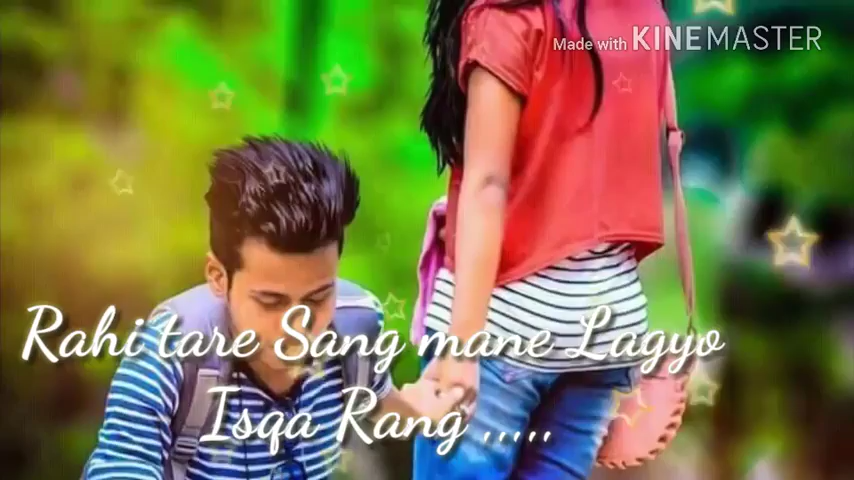 Made with KINEMASTER
Rahi tare Sang mane Lagyo
Isqa Rang ,,,,,